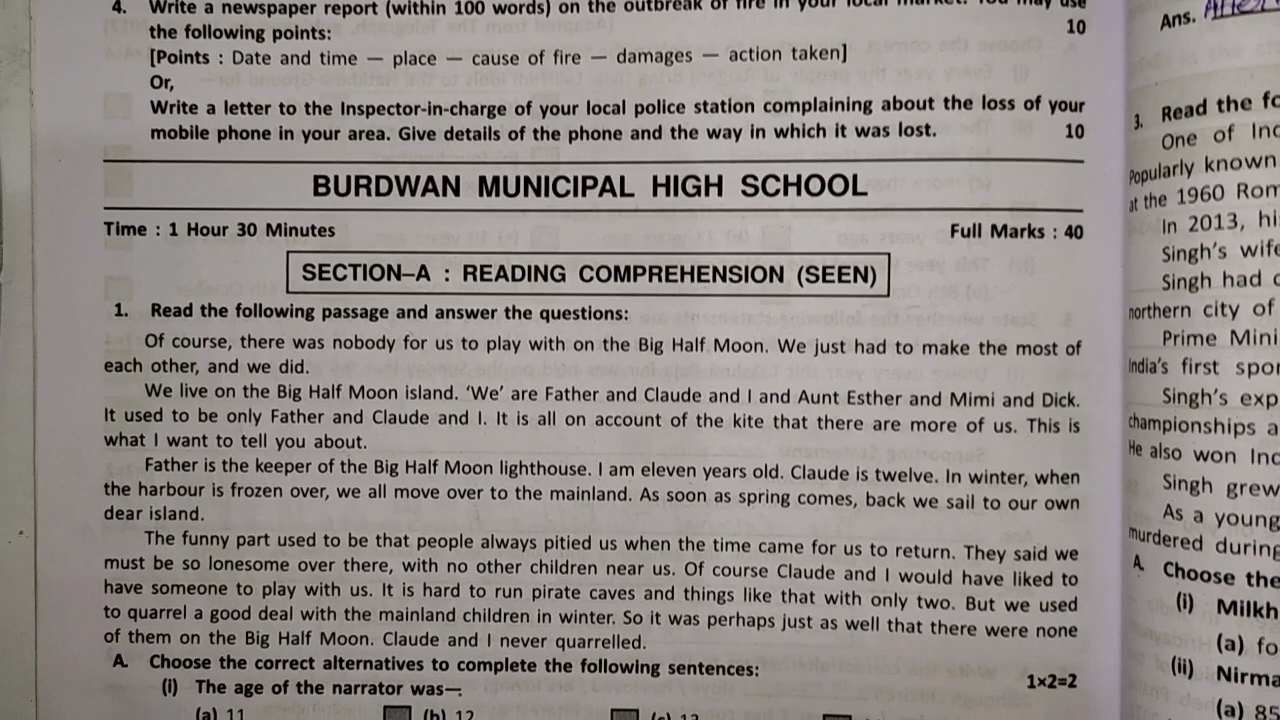 4. Write a newspaper report (within 100 words) on the outbreak of fire in your local market. You may use
the following points: 10
[Points : Date and time — place — cause of fire — damages — action taken]
Or,
Write a letter to the Inspector-in-charge of your local police station complaining about the loss of your
mobile phone in your area. Give details of the phone and the way in which it was lost. 10
BURDWAN MUNICIPAL HIGH SCHOOL
Time : 1 Hour 30 Minutes Full Marks : 40
SECTION–A : READING COMPREHENSION (SEEN)
1. Read the following passage and answer the questions:
Of course, there was nobody for us to play with on the Big Half Moon. We just had to make the most of
each other, and we did.
We live on the Big Half Moon island. ‘We’ are Father and Claude and I and Aunt Esther and Mimi and Dick.
It used to be only Father and Claude and I. It is all on account of the kite that there are more of us. This is
what I want to tell you about.
Father is the keeper of the Big Half Moon lighthouse. I am eleven years old. Claude is twelve. In winter, when
the harbour is frozen over, we all move over to the mainland. As soon as spring comes, back we sail to our own
dear island.
The funny part used to be that people always pitied us when the time came for us to return. They said we
must be so lonesome over there, with no other children near us. Of course Claude and I would have liked to
have someone to play with us. It is hard to run pirate caves and things like that with only two. But we used
to quarrel a good deal with the mainland children in winter. So it was perhaps just as well that there were none
of them on the Big Half Moon. Claude and I never quarrelled.
A. Choose the correct alternatives to complete the following sentences: 1×2=2
(i) The age of the narrator was—.
(a) 11 (b) 12 (c) 13
Ans. After
3. Read the fo
One of Ind
Popularly known
at the 1960 Rom
In 2013, hi
Singh's wife
Singh had
northern city of
Prime Mini
India's first spor
Singh's exp
championships a
He also won Inc
Singh grew
As a young
murdered during
A. Choose the
(i) Milkh
(a) fo
(ii) Nirma
(a) 85